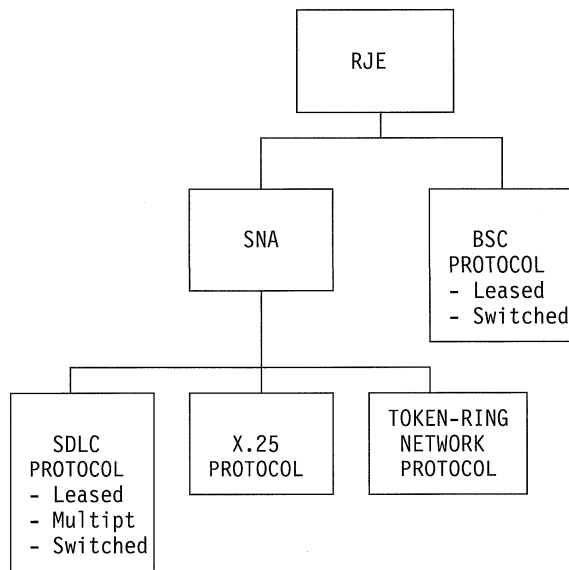 RJE
SNA
BSC
PROTOCOL
- Leased
- Switched
SDLC
PROTOCOL
- Leased
- Multipt
- Switched
X.25
PROTOCOL
TOKEN-RING
NETWORK
PROTOCOL